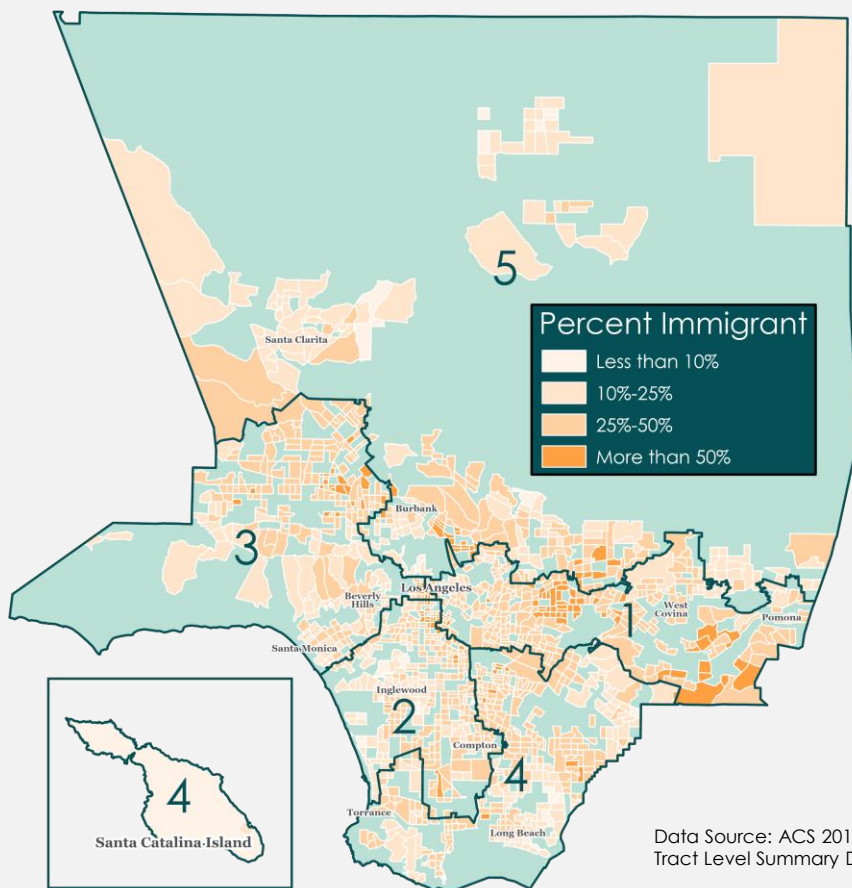 5
Percent Immigrant
Less than 10%
10%-25%
25%-50%
More than 50%
Santa Clarita
Burbank
3
Los Angeles
Beverly
Hills
1
West
Covina
Pomona
Santa Monica
Inglewood
2
Compton
4
Torrance
Long Beach
4
Santa Catalina Island
Data Source: ACS 201
Tract Level Summary D